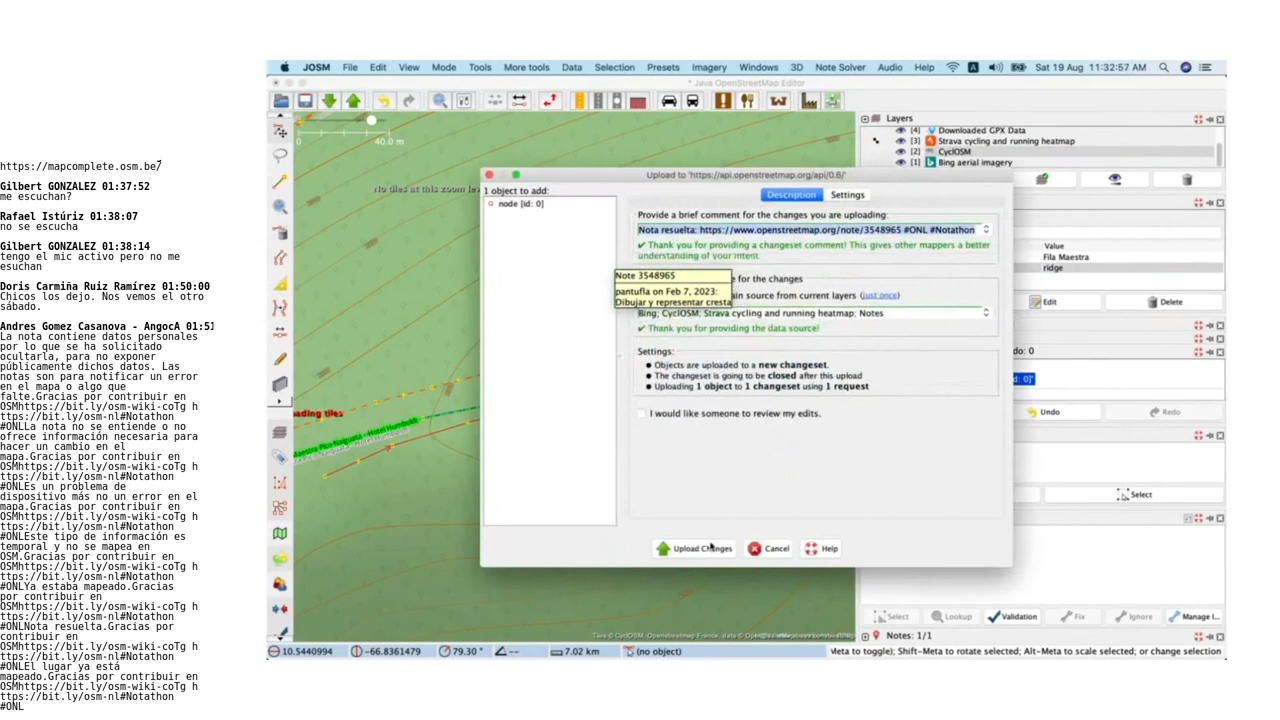 https://mapcomplete.osm.be/
Gilbert GONZALEZ 01:37:52
me escuchan?
Rafael Istúriz 01:38:07
no se escucha
Gilbert GONZALEZ 01:38:14
tengo el mic activo pero me
esuchan
Doris Carmiña Ruiz Ramírez 01:50:00
Chicos los dejo. Nos vemos el otro
sábado.
Andres Gomez Casanova - AngocA 01:51
La nota contiene datos personales
por lo que se ha solicitado
ocultarla, para no exponer
públicamente dichos datos. Las
notas son para notificar un error
en el mapa o algo que
falte.Gracias por contribuir en
OSMhttps://bit.ly/osm-wiki-coTg h
ttps://bit.ly/osm-nl#Notathon
#ONLLa nota no se entiende o no
ofrece información necesaria para
hacer un cambio en el
mapa.Gracias por contribuir en
OSMhttps://bit.ly/osm-wiki-coTg h
ttps://bit.ly/osm-nl#Notathon
#ONLEs un problema de
dispositivo más no un error en el
mapa.Gracias por contribuir en
OSMhttps://bit.ly/osm-wiki-coTg h
ttps://bit.ly/osm-nl#Notathon
#ONLEste tipo de información es
temporal y no se mapea en
OSM.Gracias por contribuir en
OSMhttps://bit.ly/osm-wiki-coTg h
ttps://bit.ly/osm-nl#Notathon
#ONLYa estaba mapeado.Gracias
por contribuir en
OSMhttps://bit.ly/osm-wiki-coTg h
ttps://bit.ly/osm-nl#Notathon
#ONLNota resuelta.Gracias por
contribuir en
OSMhttps://bit.ly/osm-wiki-coTg h
ttps://bit.ly/osm-nl#Notathon
#ONLEl lugar ya está
mapeado.Gracias por contribuir en
OSMhttps://bit.ly/osm-wiki-coTg h
ttps://bit.ly/osm-nl#Notathon
#ONL
JOSM File Edit View Mode Tools More tools Data Selection Presets Imagery Windows 3D Note Solver Audio Help Sat 19 Aug 11:32:57 AM
* Java OpenStreetMap Editor
0 40.0 m
No tiles at this zoom le
ading tiles
Maestra Pico-Naiguata - Hotel Humboldt
Upload to 'https://api.openstreetmap.org/api/0.6/'
1 object to add:
node [id: 0]
Description Settings
Provide a brief comment for the changes you are uploading:
Nota resuelta: https://www.openstreetmap.org/note/3548965 #ONL #Notathon
✔ Thank you for providing a changeset comment! This gives other mappers a better
understanding of your intent.
Note 3548965
pantufla on Feb 7, 2023:
Dibujar y representar cresta
e for the changes
ain source from current layers (just once)
Bing; CyclOSM; Strava cycling and running heatmap; Notes
✔ Thank you for providing the data source!
Settings:
Objects are uploaded to a new changeset.
The changeset is going to be closed after this upload
Uploading 1 object to 1 changeset using 1 request
I would like someone to review my edits.
Upload Changes Cancel Help
Layers
[4] Downloaded GPX Data
[3] Strava cycling and running heatmap
[2] CyclOSM
[1] Bing aerial imagery
Value
Fila Maestra
ridge
Edit Delete
do: 0
d: 0]'
Undo Redo
Select
Select Lookup Validation Fix Ignore Manage l...
Notes: 1/1
10.5440994 -66.8361479 79.30 ° -- 7.02 km (no object) Meta to toggle); Shift-Meta to rotate selected; Alt-Meta to scale selected; or change selection